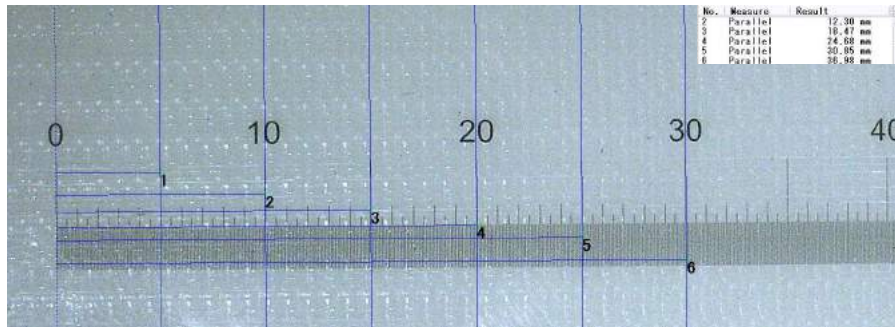 No. Measure Result
2 Parallel 12.30 mm
3 Parallel 18.47 mm
4 Parallel 24.68 mm
5 Parallel 30.85 mm
6 Parallel 36.98 mm
0 10 20 30 40
1
2
3
4
5
6